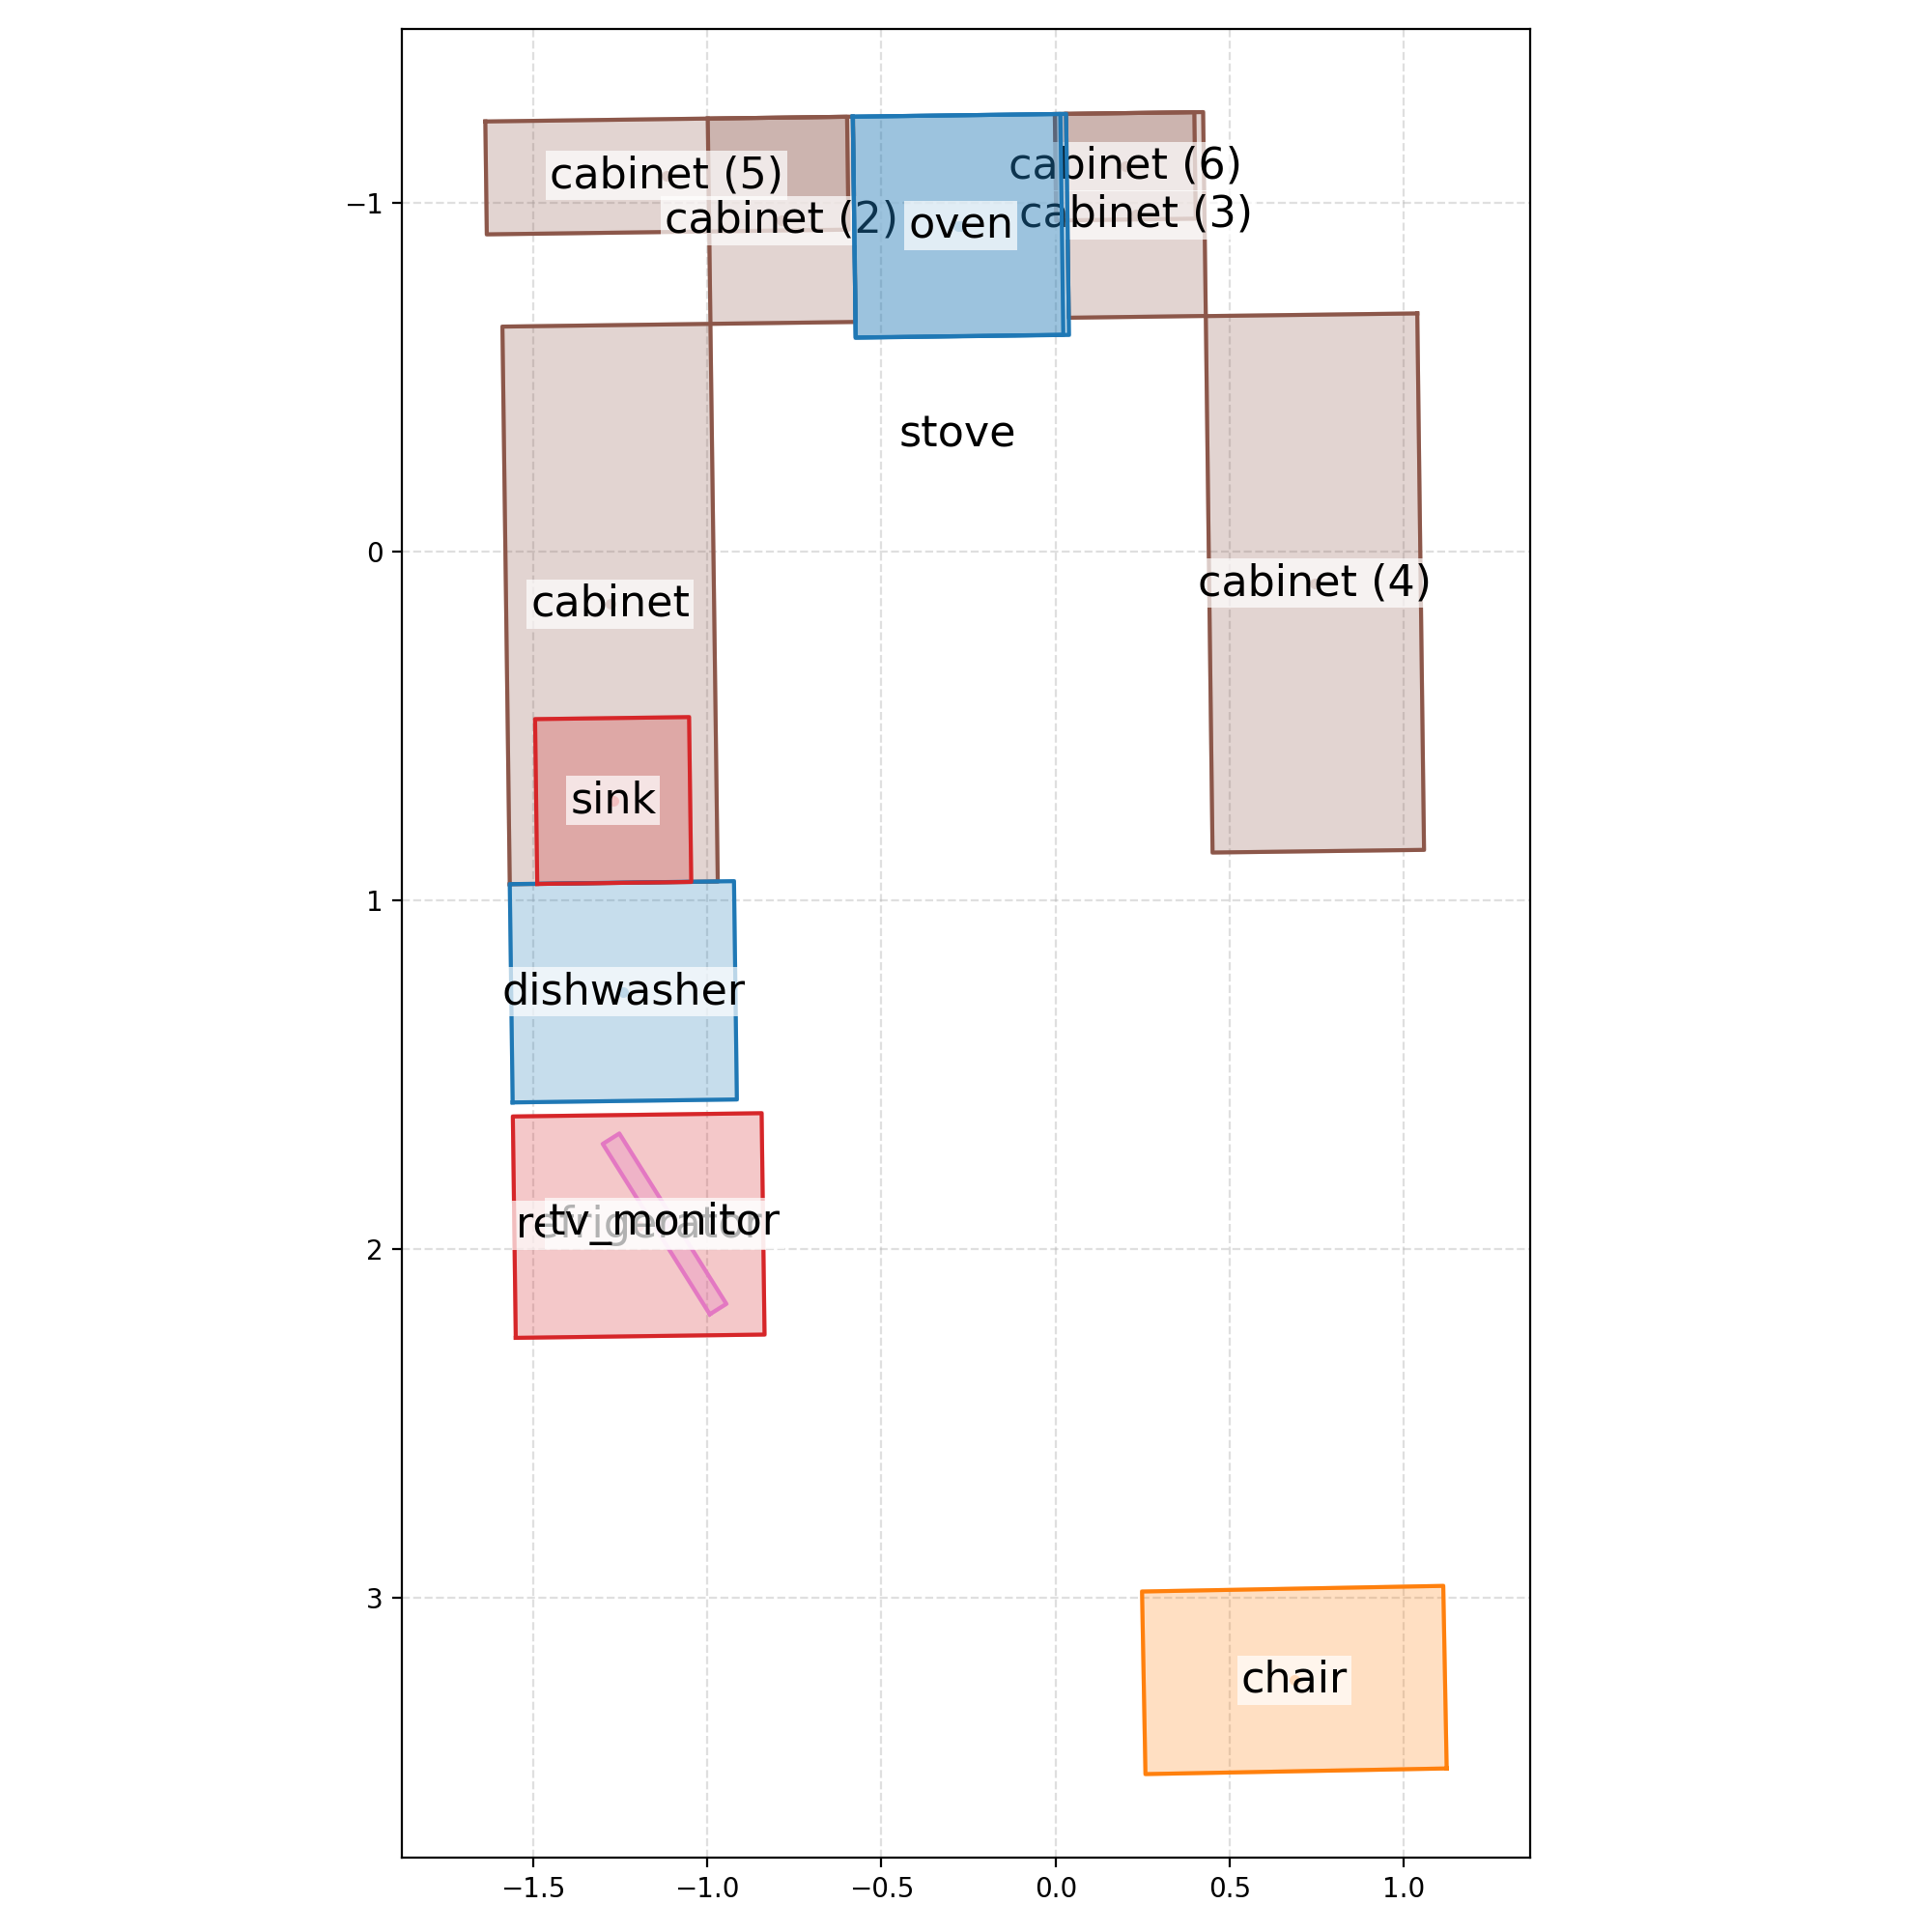 cabinet (5)
cabinet (6)
cabinet (2)
oven
cabinet (3)
−1
stove
0
cabinet (4)
cabinet
sink
1
dishwasher
refrigerator
tv_monitor
2
3
chair
−1.5
−1.0
−0.5
0.0
0.5
1.0